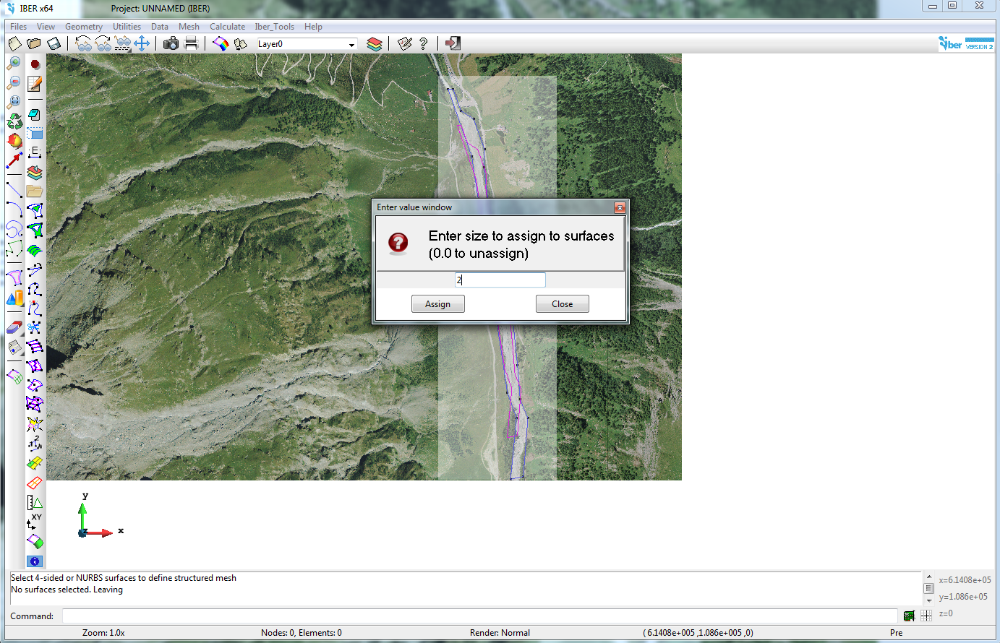 IBER x64
Project: UNNAMED (IBER)
Files View Geometry Utilities Data Mesh Calculate Iber_Tools Help
Layer0
iber VERSION 2
E
Enter value window
Enter size to assign to surfaces
(0.0 to unassign)
2
Assign Close
XY
y
z
x
Select 4-sided or NURBS surfaces to define structured mesh
No surfaces selected. Leaving
x=6.1408e+05
y=1.086e+05
z=0
Command:
Zoom: 1.0x Nodes: 0, Elements: 0 Render: Normal ( 6.1408e+005 ,1.086e+005 ,0) Pre